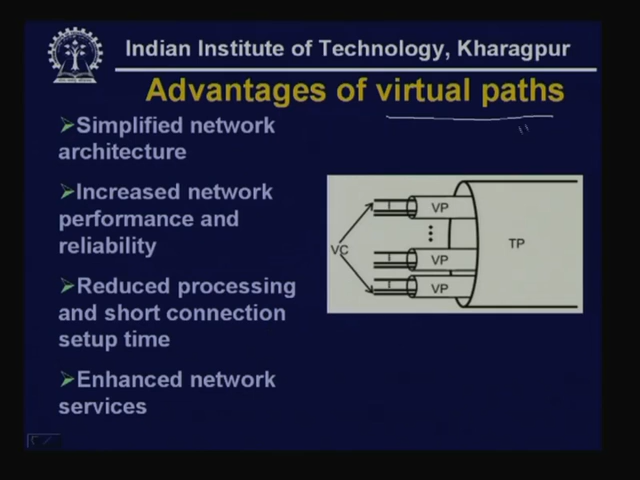 Indian Institute of Technology, Kharagpur
Advantages of virtual paths
➢Simplified network
architecture
➢Increased network
performance and
reliability
➢Reduced processing
and short connection
setup time
➢Enhanced network
services
VC
VP
VP
VP
TP